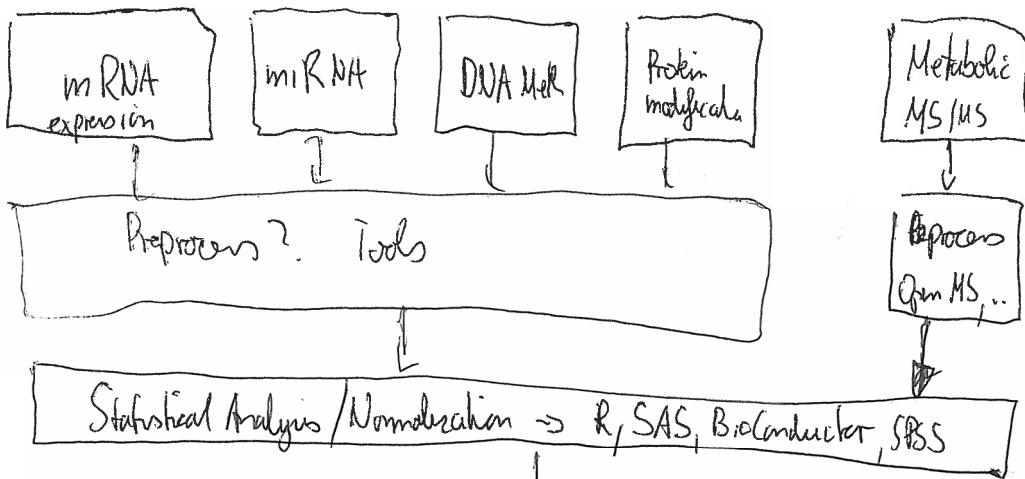 mRNA
expression
miRNA
DNA Meth
Protein
modificatio
Metabolic
MS/MS
Preprocess? Tools
Preprocess
Open MS,..
Statistical Analysis/Normalization -> R, SAS, BioConductor, SPSS